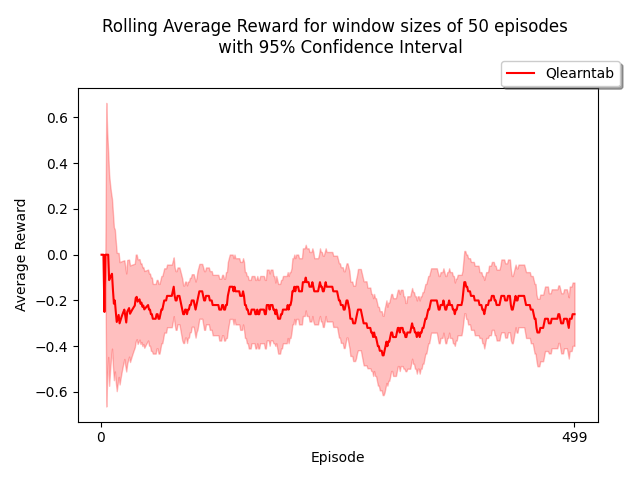 Rolling Average Reward for window sizes of 50 episodes
with 95% Confidence Interval
Qlearntab
0.6
0.4
0.2
0.0
−0.2
−0.4
−0.6
Average Reward
0
499
Episode